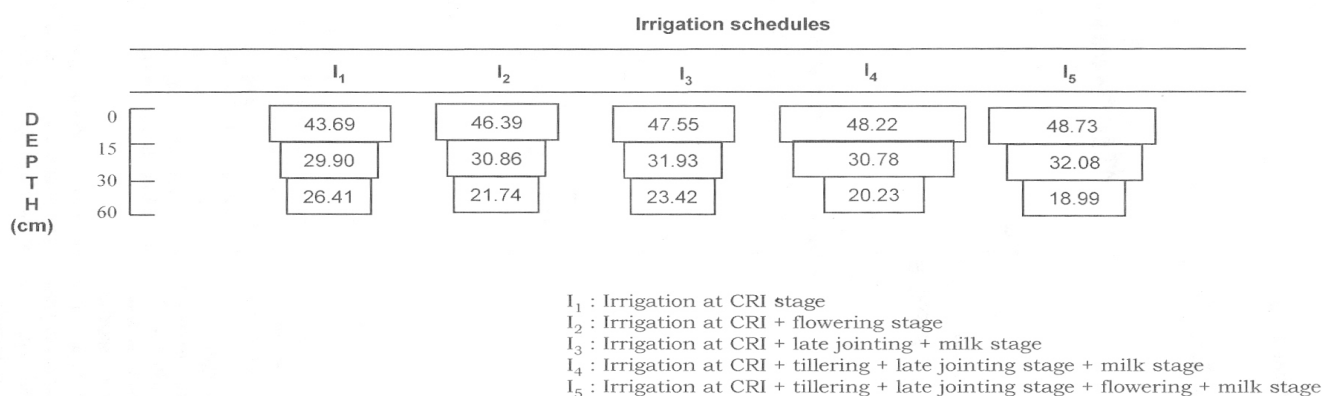 Irrigation schedules
I₁ I₂ I₃ I₄ I₅
DEPTH (cm)
0 43.69 46.39 47.55 48.22 48.73
15
29.90 30.86 31.93 30.78 32.08
30
26.41 21.74 23.42 20.23 18.99
60
I₁ : Irrigation at CRI stage
I₂ : Irrigation at CRI + flowering stage
I₃ : Irrigation at CRI + late jointing + milk stage
I₄ : Irrigation at CRI + tillering + late jointing stage + milk stage
I₅ : Irrigation at CRI + tillering + late jointing stage + flowering + milk stage